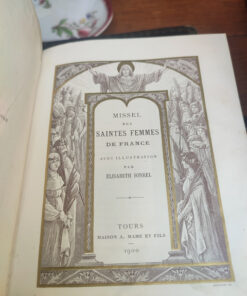 MISSEL
DES
SAINTES FEMMES
DE FRANCE
AVEC ILLUSTRATION
PAR
ELISABETH SONREL
TOURS
MAISON A. MAME ET FILS
1900